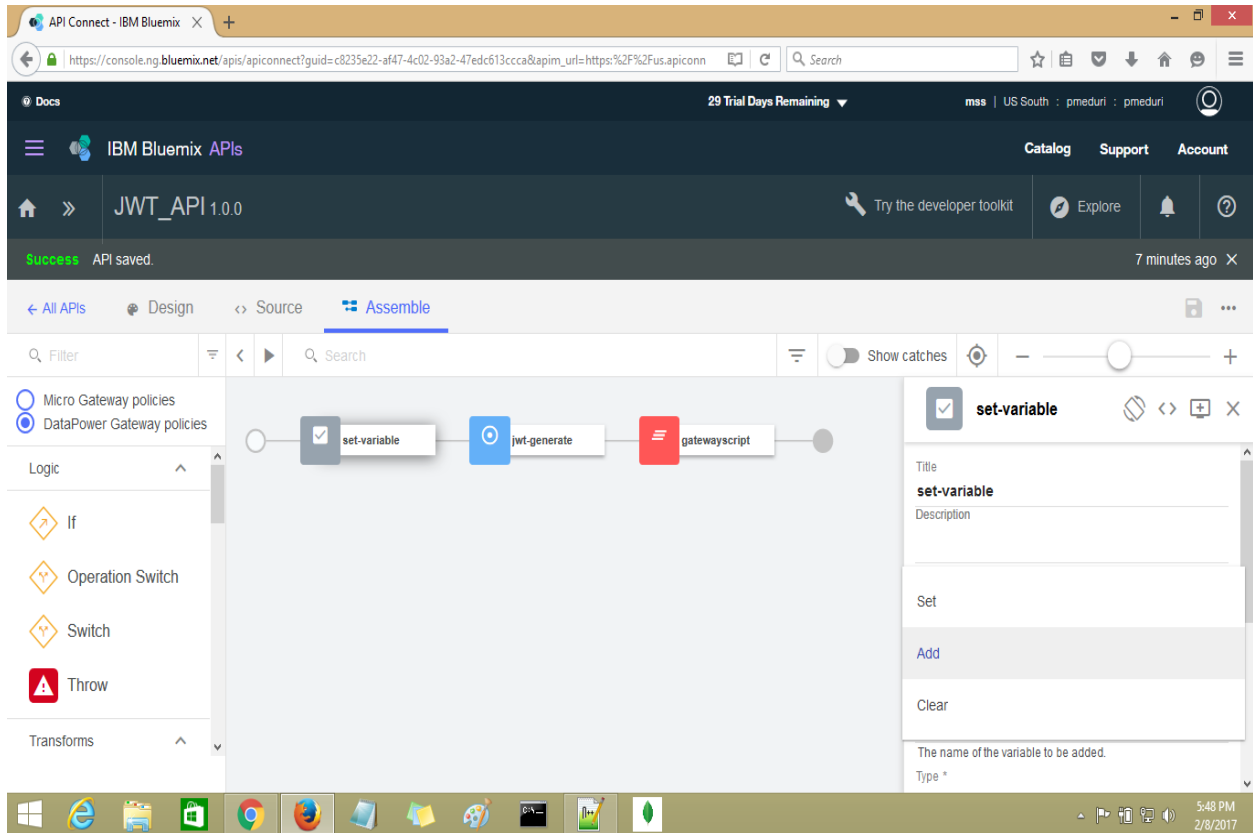 API Connect - IBM Bluemix
https://console.ng.bluemix.net/apis/apiconnect?guid=c8235e22-af47-4c02-93a2-47edc613ccca&apim_url=https:%2F%2Fus.apiconn
Search
Docs
29 Trial Days Remaining
mss | US South : pmeduri : pmeduri
IBM Bluemix APIs
Catalog Support Account
JWT_API 1.0.0
Try the developer toolkit
Explore
Success API saved.
7 minutes ago
← All APIs
Design
Source
Assemble
Filter
Search
Show catches
Micro Gateway policies
DataPower Gateway policies
Logic
If
Operation Switch
Switch
Throw
Transforms
set-variable
jwt-generate
gatewayscript
set-variable
Title
set-variable
Description
Set
Add
Clear
The name of the variable to be added.
Type *
5:48 PM
2/8/2017